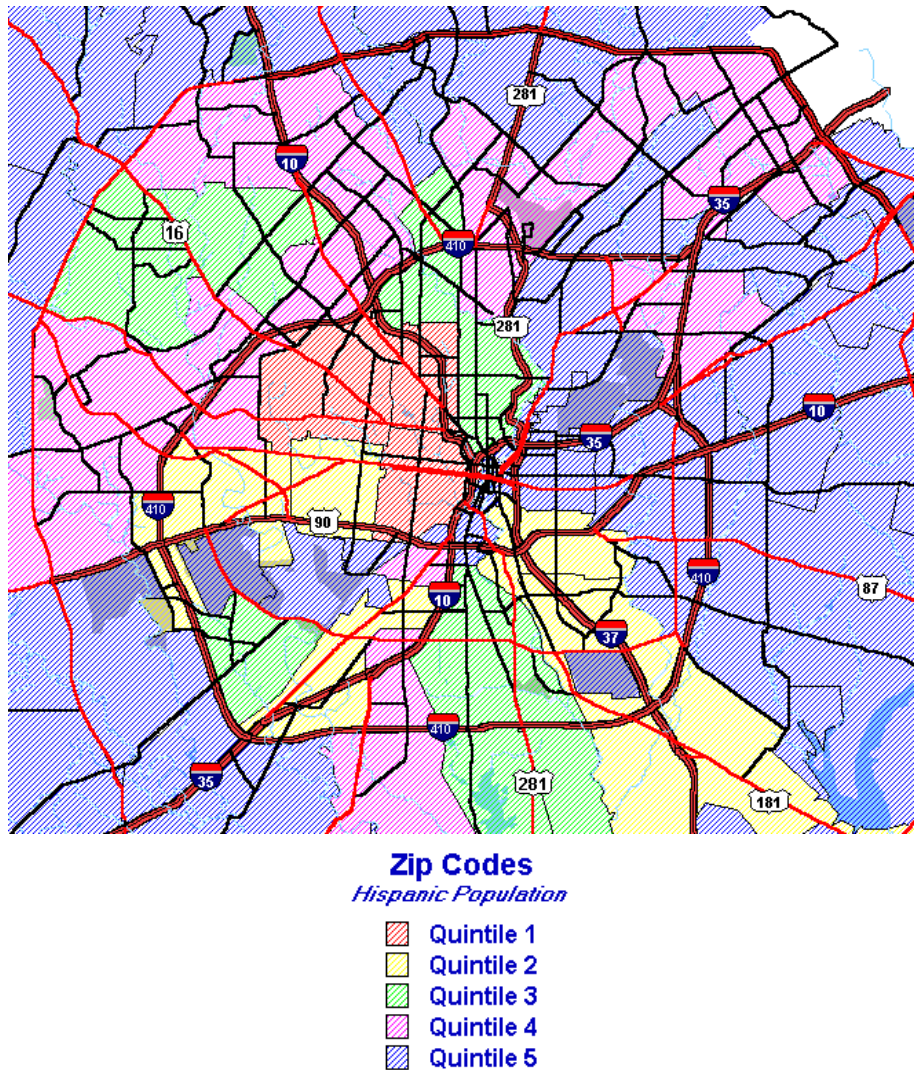 281
10
35
16
410
281
10
35
410
90
410
87
10
37
410
35
281
181
R
Zip Codes
Hispanic Population
Quintile 1
Quintile 2
Quintile 3
Quintile 4
Quintile 5